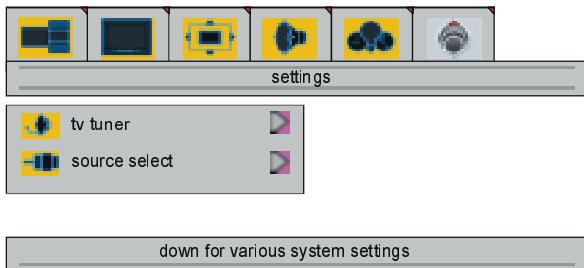 settings
tv tuner
source select
down for various system settings